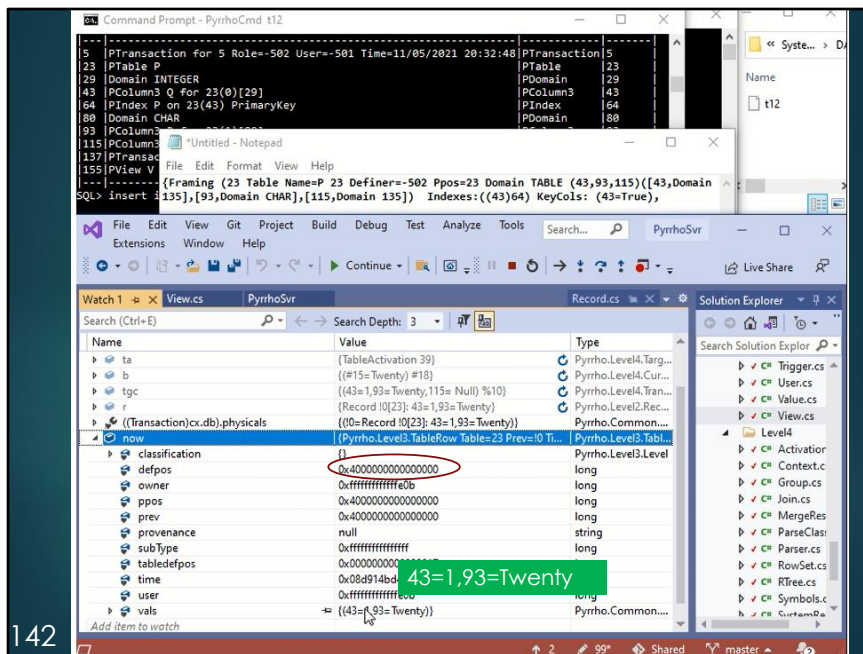 Command Prompt - PyrrhoCmd t12
|---|---|---|---|
|5 |PTransaction for 5 Role=-502 User=-501 Time=11/05/2021 20:32:48|PTransaction|5
|23 |PTable P |PTable |23
|29 |Domain INTEGER |PDomain |29
|43 |PColumn3 Q for 23(0)[29] |PColumn3 |43
|64 |PIndex P on 23(43) PrimaryKey |PIndex |64
|80 |Domain CHAR |PDomain |80
|93 |PColumn3
|115|PColumn
|137|PTransac
|155|PView V
SQL> insert i
« Syste... > DA
Name
t12
*Untitled - Notepad
File Edit Format View Help
{Framing (23 Table Name=P 23 Definer=-502 Ppos=23 Domain TABLE (43,93,115)([43,Domain
135],[93,Domain CHAR],[115,Domain 135]) Indexes:((43)64) KeyCols: (43=True),
File Edit View Git Project Build Debug Test Analyze Tools Search... PyrrhoSvr
Extensions Window Help
Continue Live Share
Watch 1 View.cs PyrrhoSvr Record.cs Solution Explorer
Search (Ctrl+E) Search Depth: 3 Search Solution Explor
Name Value Type
ta {TableActivation 39} Pyrrho.Level4.Targ...
b {(#15=Twenty) #18} Pyrrho.Level4.Cur...
tgc {(43=1,93=Twenty,115= Null) %10} Pyrrho.Level4.Tran...
r {Record !0[23]: 43=1,93=Twenty} Pyrrho.Level2.Rec...
((Transaction)cx.db).physicals {(!0=Record !0[23]: 43=1,93=Twenty)} Pyrrho.Common....
now {Pyrrho.Level3.TableRow Table=23 Prev=!0 Ti... Pyrrho.Level3.Tabl...
classification {} Pyrrho.Level3.Level
defpos 0x4000000000000000 long
owner 0xfffffffffffffe0b long
ppos 0x4000000000000000 long
prev 0x4000000000000000 long
provenance null string
subType 0xffffffffffffffff long
tabledefpos long
time 0x08d914bd
user long
vals {(43=1,93=Twenty)} Pyrrho.Common....
Add item to watch
43=1,93=Twenty
Trigger.cs
User.cs
Value.cs
View.cs
Level4
Activation
Context.c
Group.cs
Join.cs
MergeRes
ParseClass
Parser.cs
RowSet.cs
RTree.cs
Symbols.c
2 99* Shared master
142